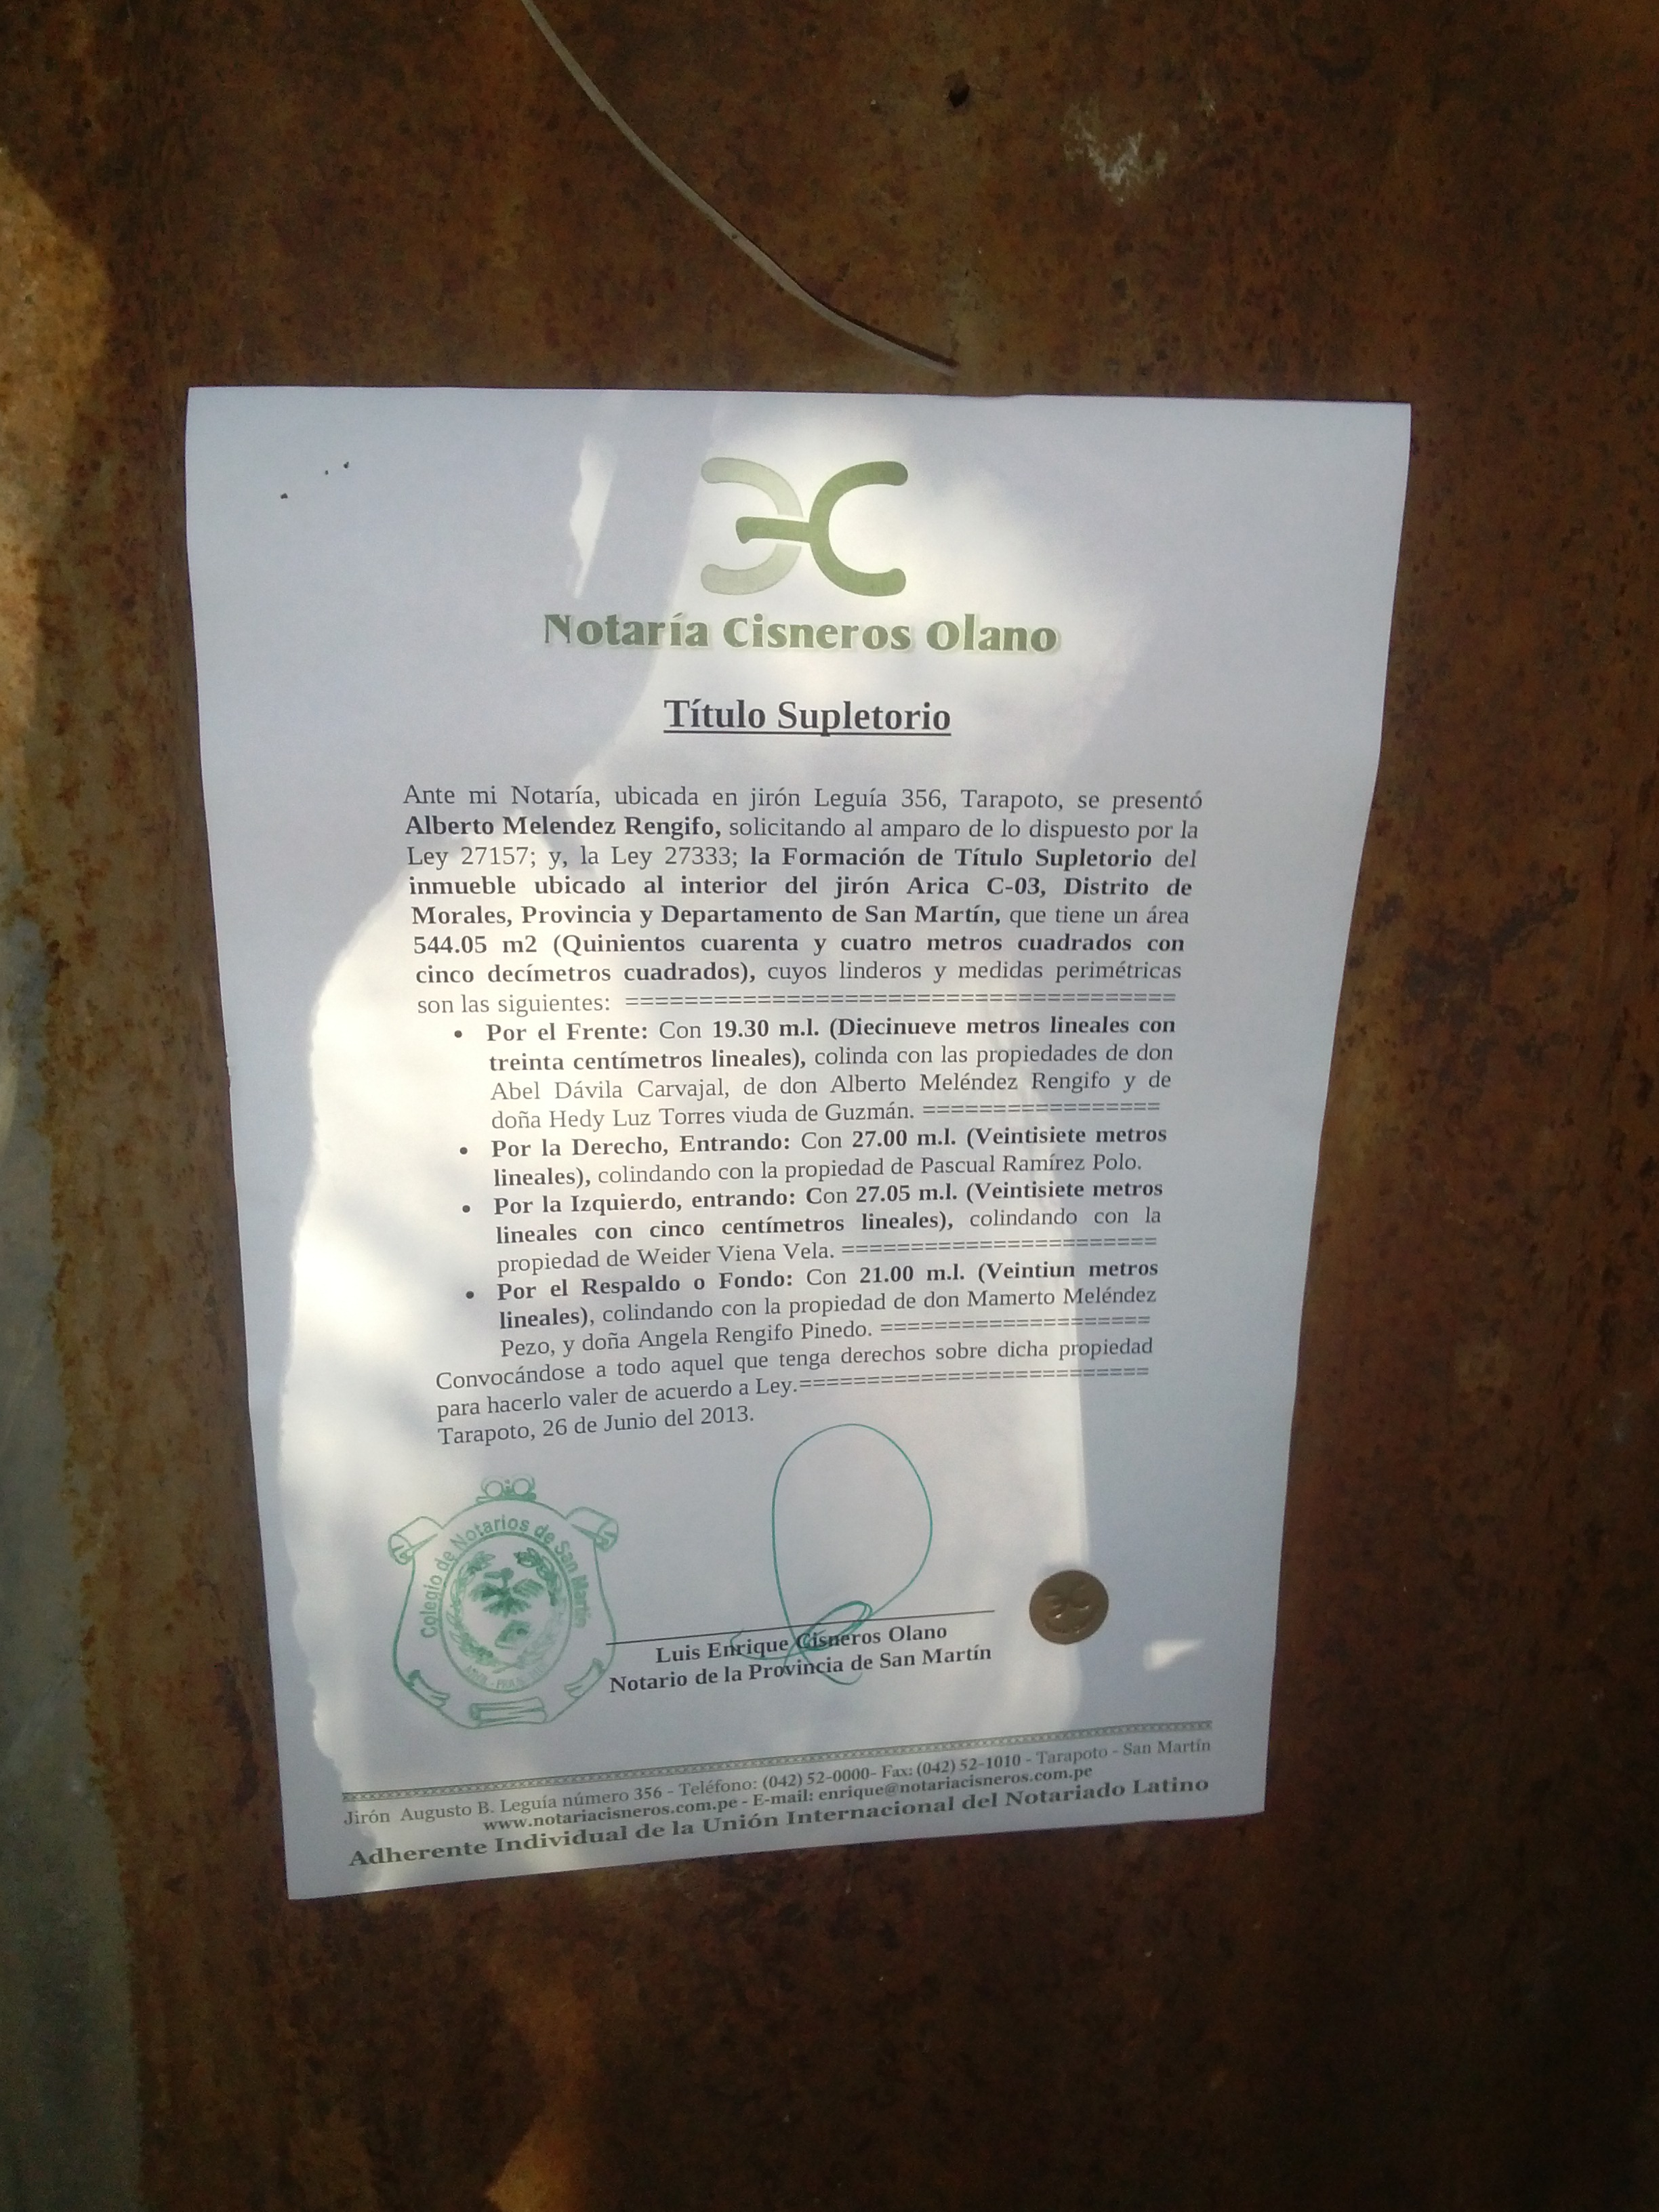 Notaría Cisneros Olano
Título Supletorio
Ante mi Notaría, ubicada en jirón Leguía 356, Tarapoto, se presentó
Alberto Melendez Rengifo, solicitando al amparo de lo dispuesto por la
Ley 27157; y, la Ley 27333; la Formación de Título Supletorio del
inmueble ubicado al interior del jirón Arica C-03, Distrito de
Morales, Provincia y Departamento de San Martín, que tiene un área
544.05 m2 (Quinientos cuarenta y cuatro metros cuadrados con
cinco decímetros cuadrados), cuyos linderos y medidas perimétricas
son las siguientes: ======================================
• Por el Frente: Con 19.30 m.l. (Diecinueve metros lineales con
treinta centímetros lineales), colinda con las propiedades de don
Abel Dávila Carvajal, de don Alberto Meléndez Rengifo y de
doña Hedy Luz Torres viuda de Guzmán. =================
• Por la Derecho, Entrando: Con 27.00 m.l. (Veintisiete metros
lineales), colindando con la propiedad de Pascual Ramírez Polo.
• Por la Izquierdo, entrando: Con 27.05 m.l. (Veintisiete metros
lineales con cinco centímetros lineales), colindando con la
propiedad de Weider Viena Vela. =======================
• Por el Respaldo o Fondo: Con 21.00 m.l. (Veintiun metros
lineales), colindando con la propiedad de don Mamerto Meléndez
Pezo, y doña Angela Rengifo Pinedo. ====================
Convocándose a todo aquel que tenga derechos sobre dicha propiedad
para hacerlo valer de acuerdo a Ley.==========================
Tarapoto, 26 de Junio del 2013.
Colegio de Notarios de San Martín
Luis Enrique Cisneros Olano
Notario de la Provincia de San Martín
Jirón Augusto B. Leguía número 356 - Teléfono: (042) 52-0000- Fax: (042) 52-1010 - Tarapoto - San Martín
www.notariacisneros.com.pe - E-mail: enrique@notariacisneros.com.pe
Adherente Individual de la Unión Internacional del Notariado Latino